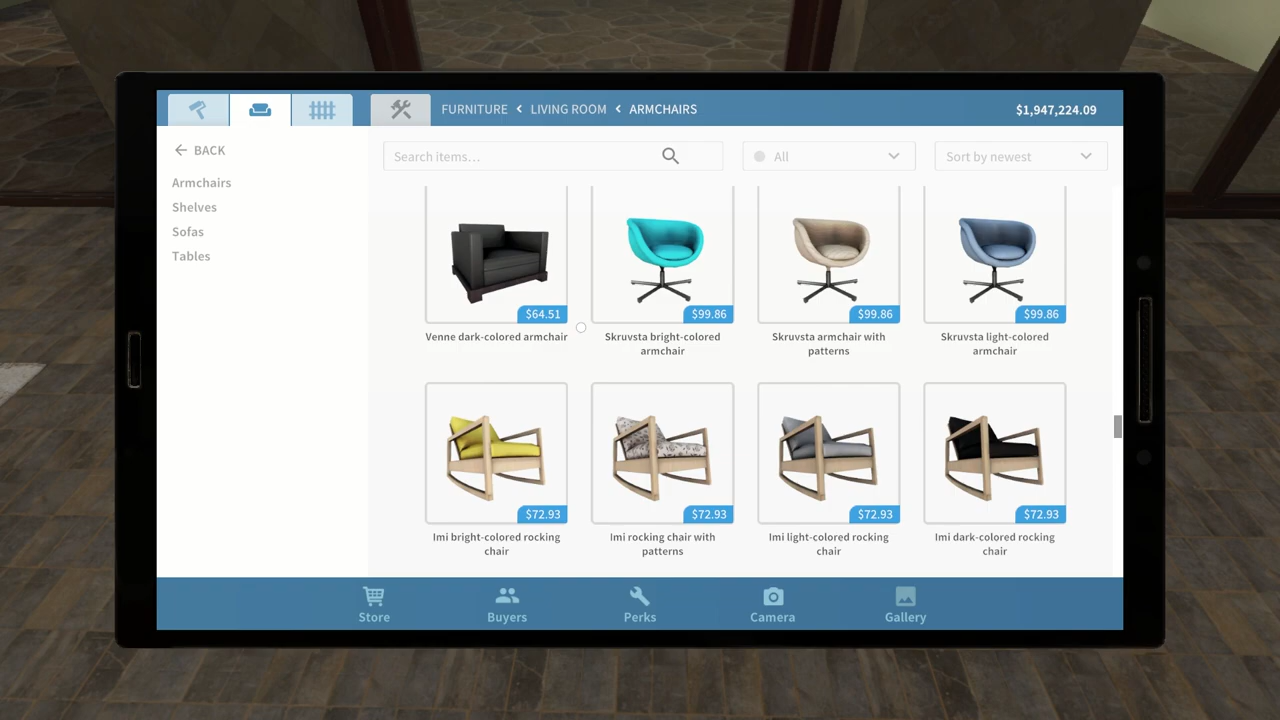 FURNITURE < LIVING ROOM < ARMCHAIRS
$1,947,224.09
BACK
Armchairs
Shelves
Sofas
Tables
Search items...
All
Sort by newest
$64.51
$99.86
$99.86
$99.86
Venne dark-colored armchair
Skruvsta bright-colored
armchair
Skruvsta armchair with
patterns
Skruvsta light-colored
armchair
$72.93
$72.93
$72.93
$72.93
Imi bright-colored rocking
chair
Imi rocking chair with
patterns
Imi light-colored rocking
chair
Imi dark-colored rocking
chair
Store
Buyers
Perks
Camera
Gallery